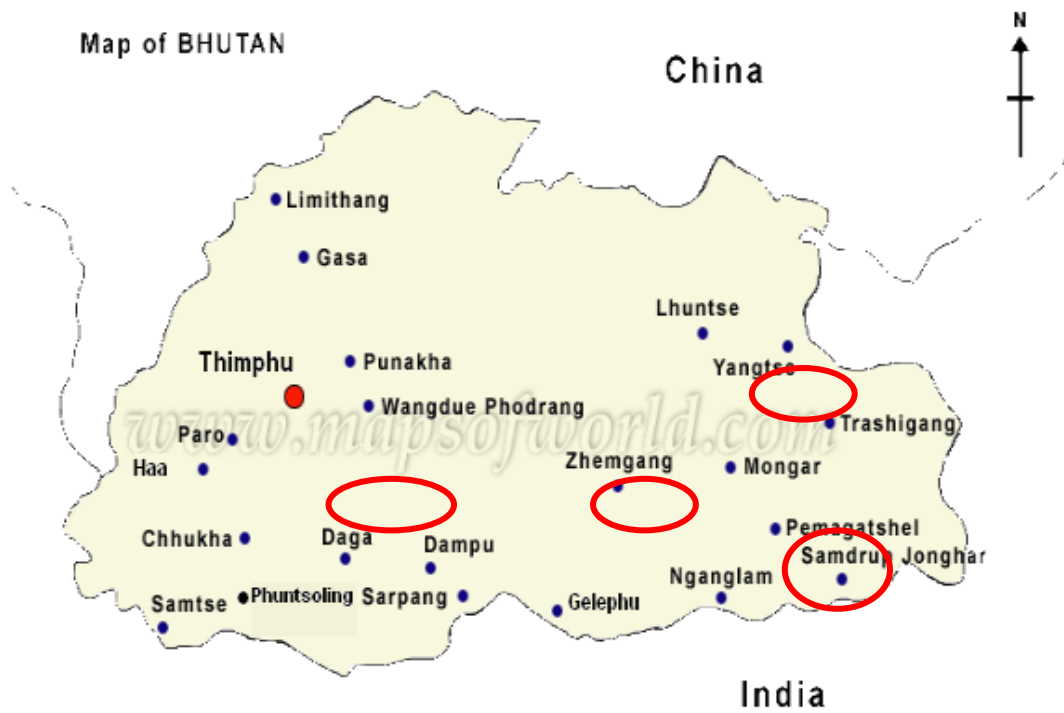 Map of BHUTAN
N
China
Limithang
Gasa
Lhuntse
Thimphu
Punakha
Yangtse
Wangdue Phodrang
www.mapsofworld.com
Trashigang
Paro
Zhemgang
Mongar
Haa
Pemagatshel
Chhukha
Daga
Dampu
Samdrup Jonghar
Nganglam
Samtse
Phuntsoling
Sarpang
Gelephu
India